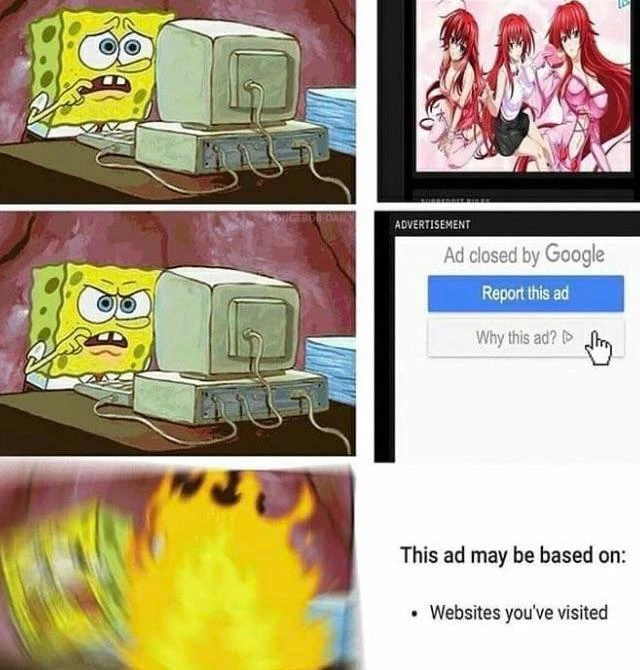 ADVERTISEMENT
Ad closed by Google
Report this ad
Why this ad?
This ad may be based on:
• Websites you've visited